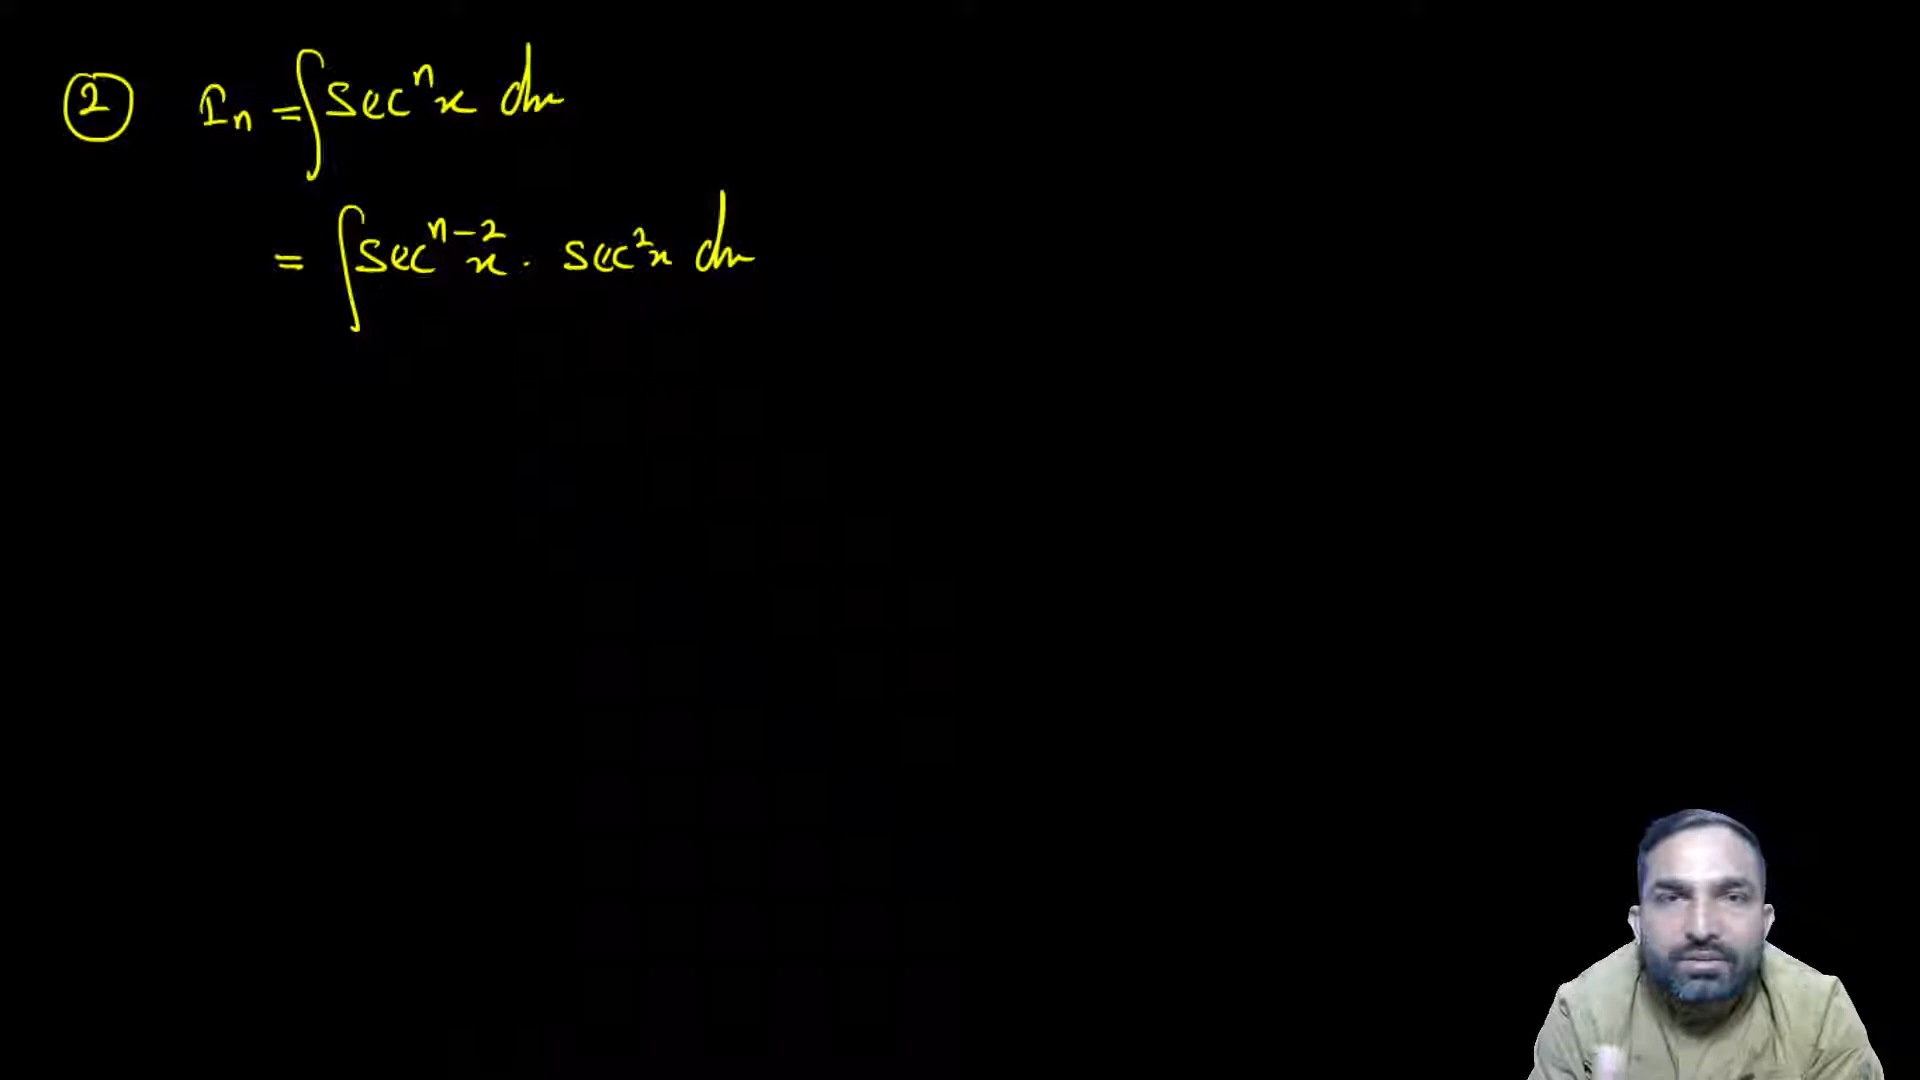 ② Iₙ = ∫ secⁿx dx
= ∫ secⁿ⁻²x · sec²x dx